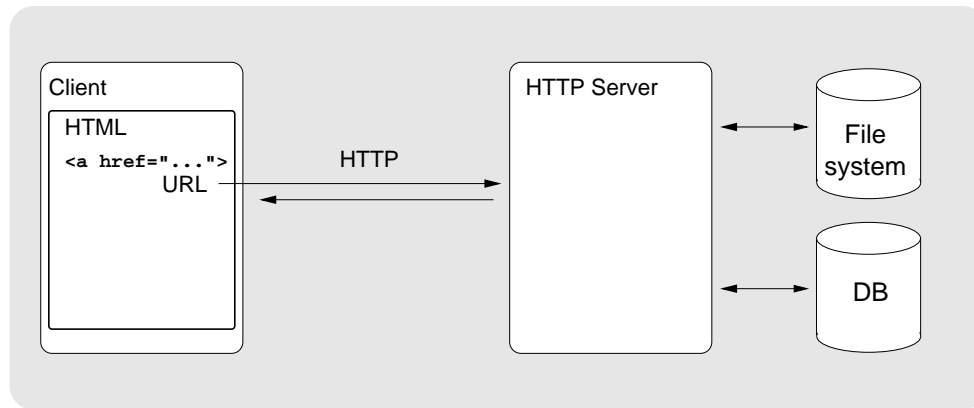 Client
HTML
<a href="...">
URL
HTTP
HTTP Server
File
system
DB